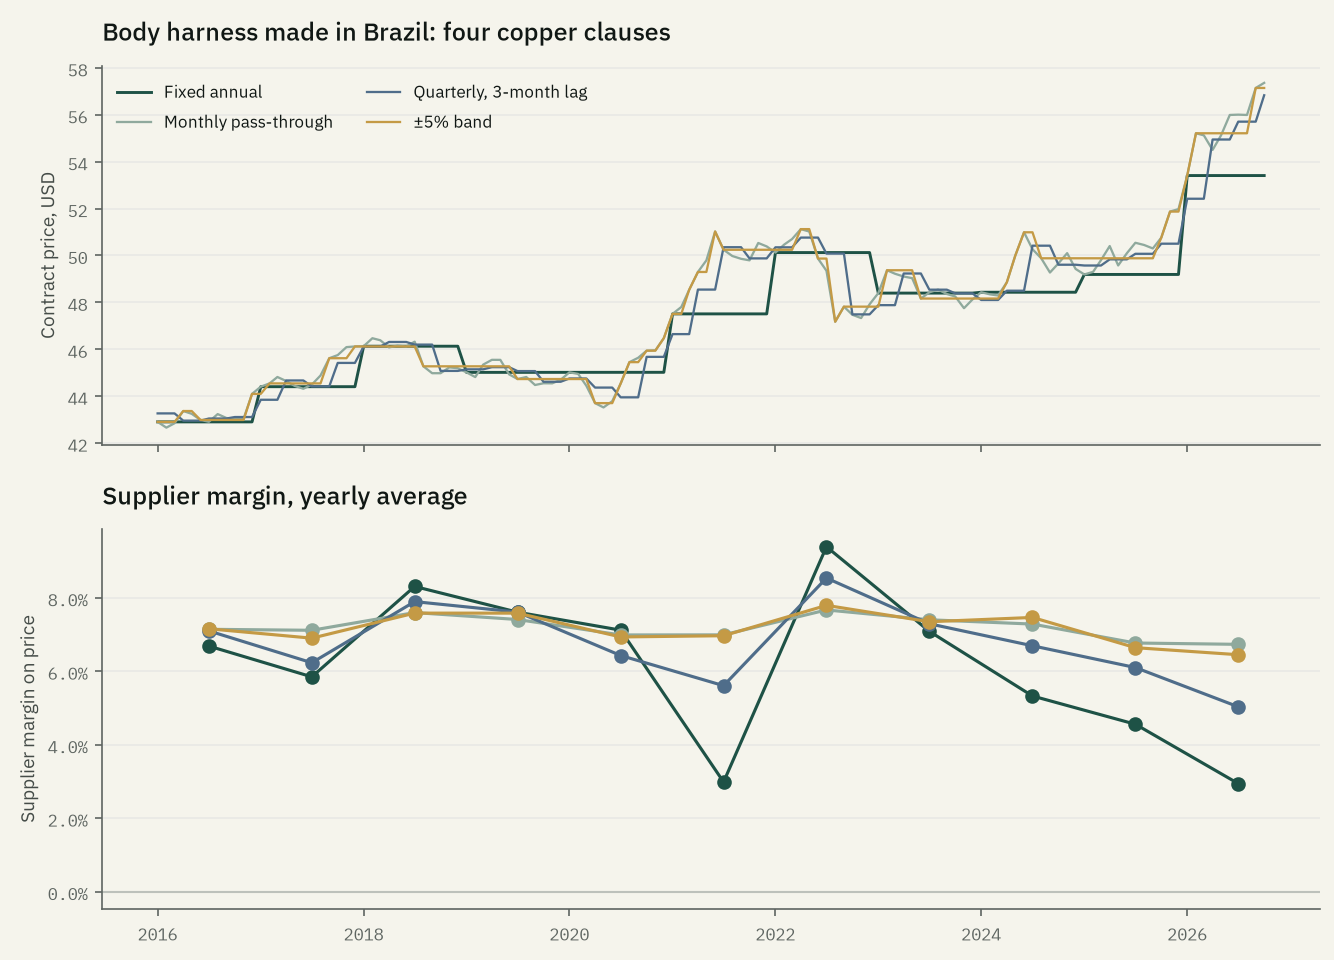 Body harness made in Brazil: four copper clauses
Fixed annual
Monthly pass-through
Quarterly, 3-month lag
±5% band
Contract price, USD
58
56
54
52
50
48
46
44
42
Supplier margin, yearly average
Supplier margin on price
8.0%
6.0%
4.0%
2.0%
0.0%
2016 2018 2020 2022 2024 2026